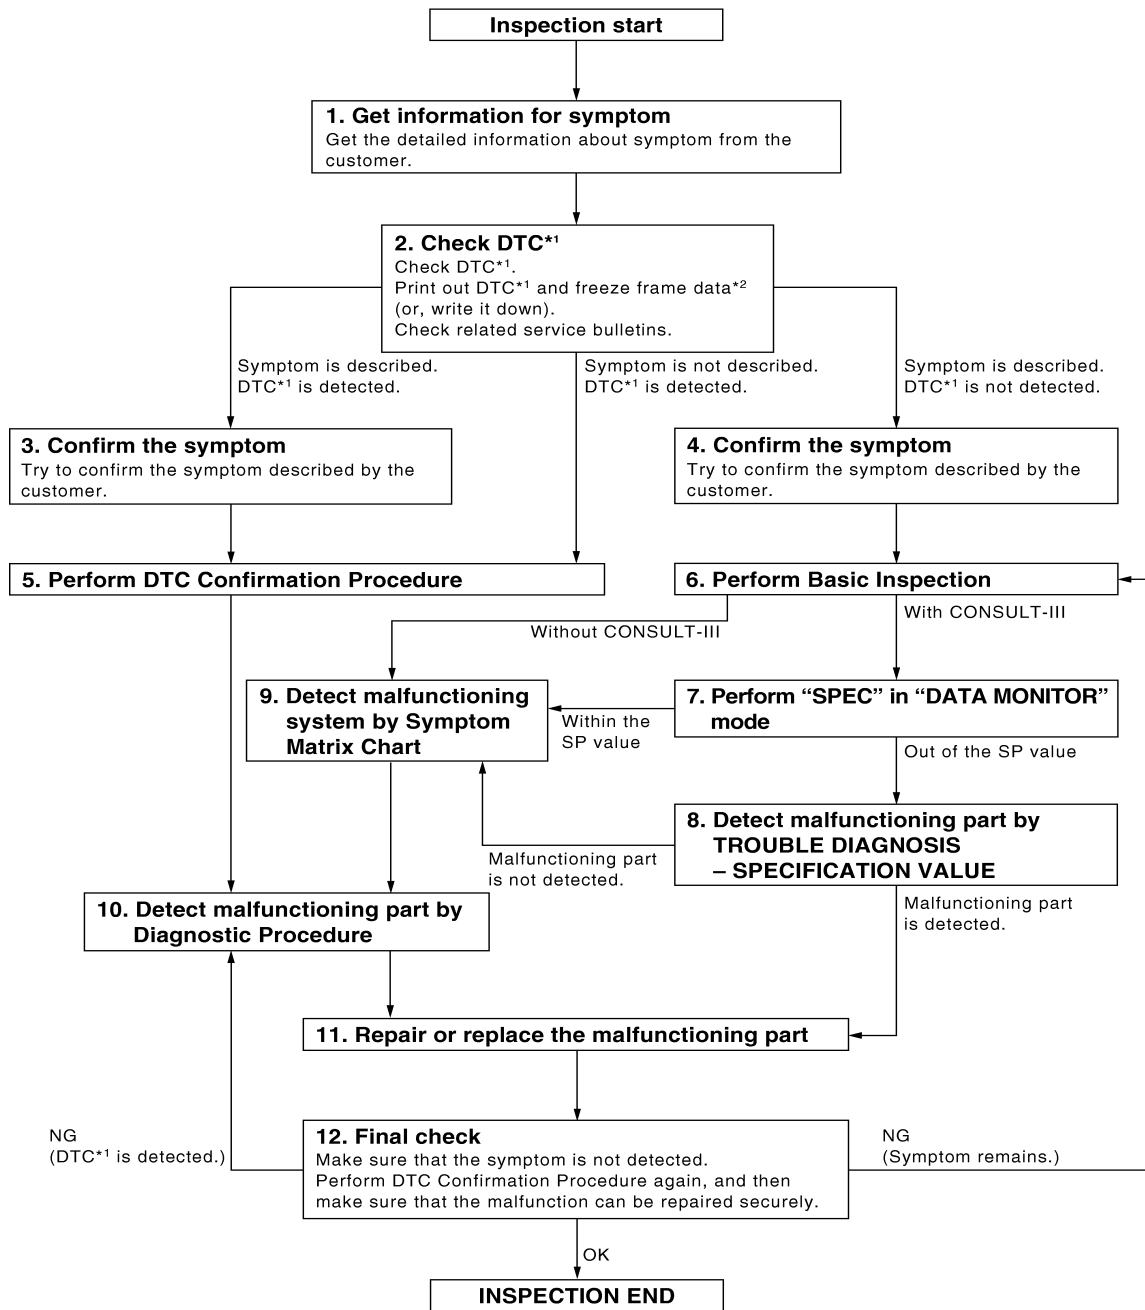 Inspection start
1. Get information for symptom
Get the detailed information about symptom from the
customer.
2. Check DTC*1
Check DTC*1.
Print out DTC*1 and freeze frame data*2
(or, write it down).
Check related service bulletins.
Symptom is described.
DTC*1 is detected.
Symptom is not described.
DTC*1 is detected.
Symptom is described.
DTC*1 is not detected.
3. Confirm the symptom
Try to confirm the symptom described by the
customer.
4. Confirm the symptom
Try to confirm the symptom described by the
customer.
5. Perform DTC Confirmation Procedure
6. Perform Basic Inspection
Without CONSULT-III
With CONSULT-III
9. Detect malfunctioning
system by Symptom
Matrix Chart
Within the
SP value
7. Perform “SPEC” in “DATA MONITOR”
mode
Out of the SP value
8. Detect malfunctioning part by
TROUBLE DIAGNOSIS
– SPECIFICATION VALUE
Malfunctioning part
is not detected.
Malfunctioning part
is detected.
10. Detect malfunctioning part by
Diagnostic Procedure
11. Repair or replace the malfunctioning part
NG
(DTC*1 is detected.)
12. Final check
Make sure that the symptom is not detected.
Perform DTC Confirmation Procedure again, and then
make sure that the malfunction can be repaired securely.
NG
(Symptom remains.)
OK
INSPECTION END